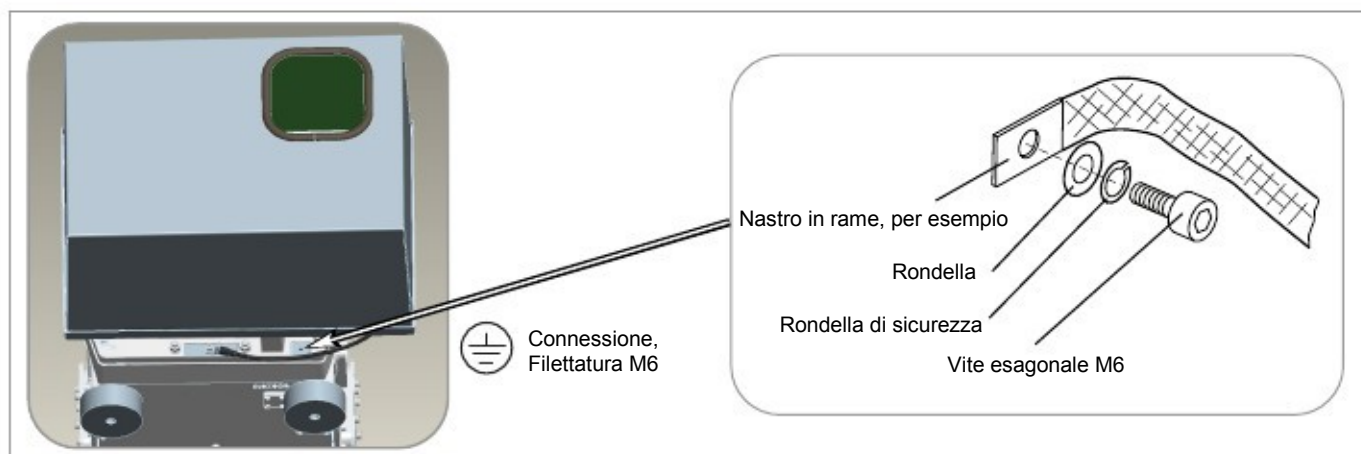 Nastro in rame, per esempio
Rondella
Rondella di sicurezza
Vite esagonale M6
Connessione,
Filettatura M6